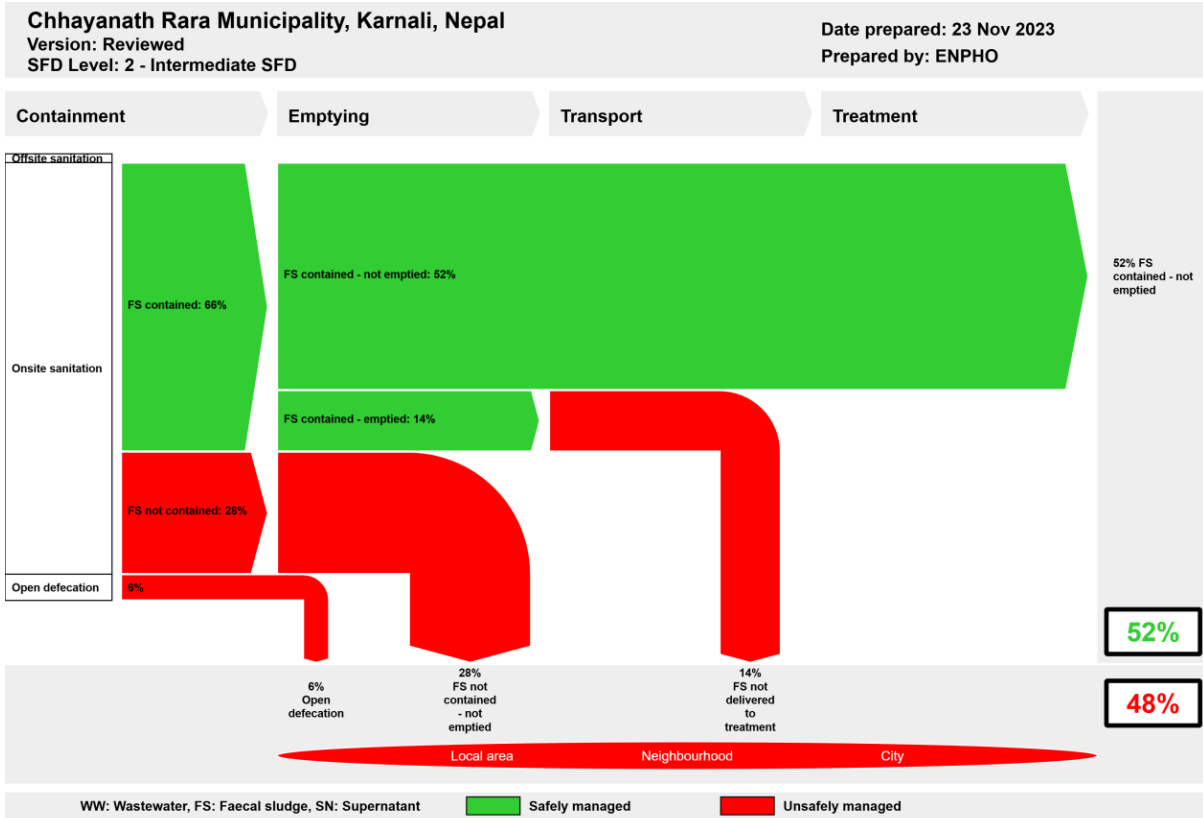 Chhayanath Rara Municipality, Karnali, Nepal
Version: Reviewed
SFD Level: 2 - Intermediate SFD
Date prepared: 23 Nov 2023
Prepared by: ENPHO
Containment
Emptying
Transport
Treatment
Offsite sanitation
Onsite sanitation
Open defecation
FS contained: 66%
FS not contained: 28%
6%
FS contained - not emptied: 52%
FS contained - emptied: 14%
52% FS
contained - not
emptied
52%
48%
6%
Open
defecation
28%
FS not
contained
- not
emptied
14%
FS not
delivered
to
treatment
Local area
Neighbourhood
City
WW: Wastewater, FS: Faecal sludge, SN: Supernatant
Safely managed
Unsafely managed